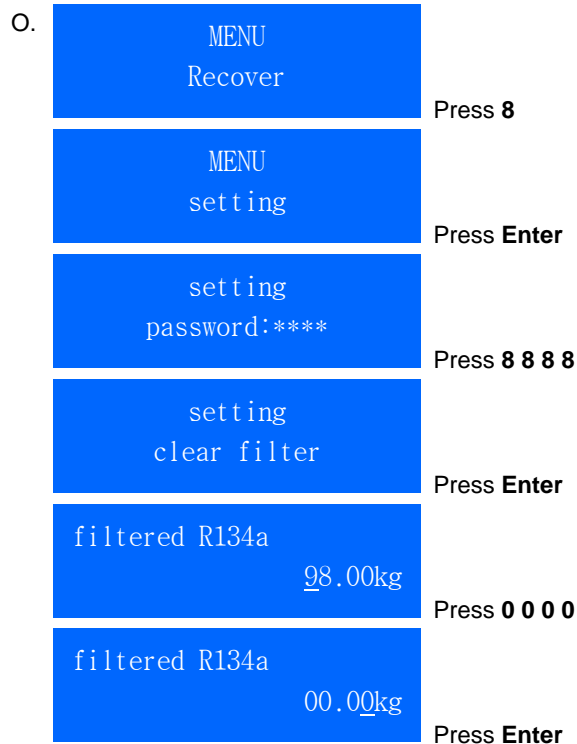 O.
MENU
Recover
Press 8
MENU
setting
Press Enter
setting
password:****
Press 8 8 8 8
setting
clear filter
Press Enter
filtered R134a
98.00kg
Press 0 0 0 0
filtered R134a
00.00kg
Press Enter